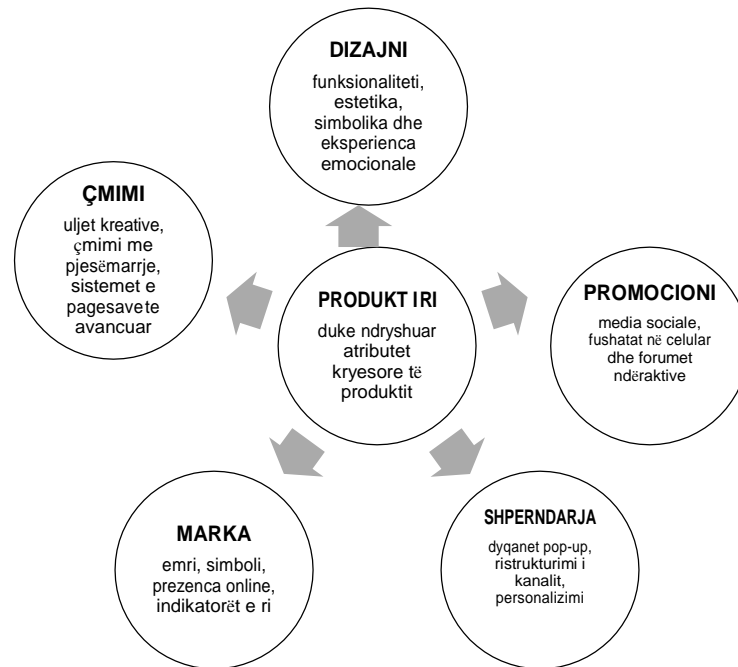 DIZAJNI
funksionaliteti,
estetika,
simbolika dhe
eksperienca
emocionale
ÇMIMI
uljet kreative,
çmimi me
pjesëmarrje,
sistemet e
pagesavete
avancuar
PRODUKT IRI
duke ndryshuar
atributet
kryesore të
produktit
PROMOCIONI
media sociale,
fushatat në celular
dhe forumet
ndëraktive
MARKA
emri, simboli,
prezenca online,
indikatorët e ri
SHPERNDARJA
dyqanet pop-up,
ristrukturimi i
kanalit,
personalizimi